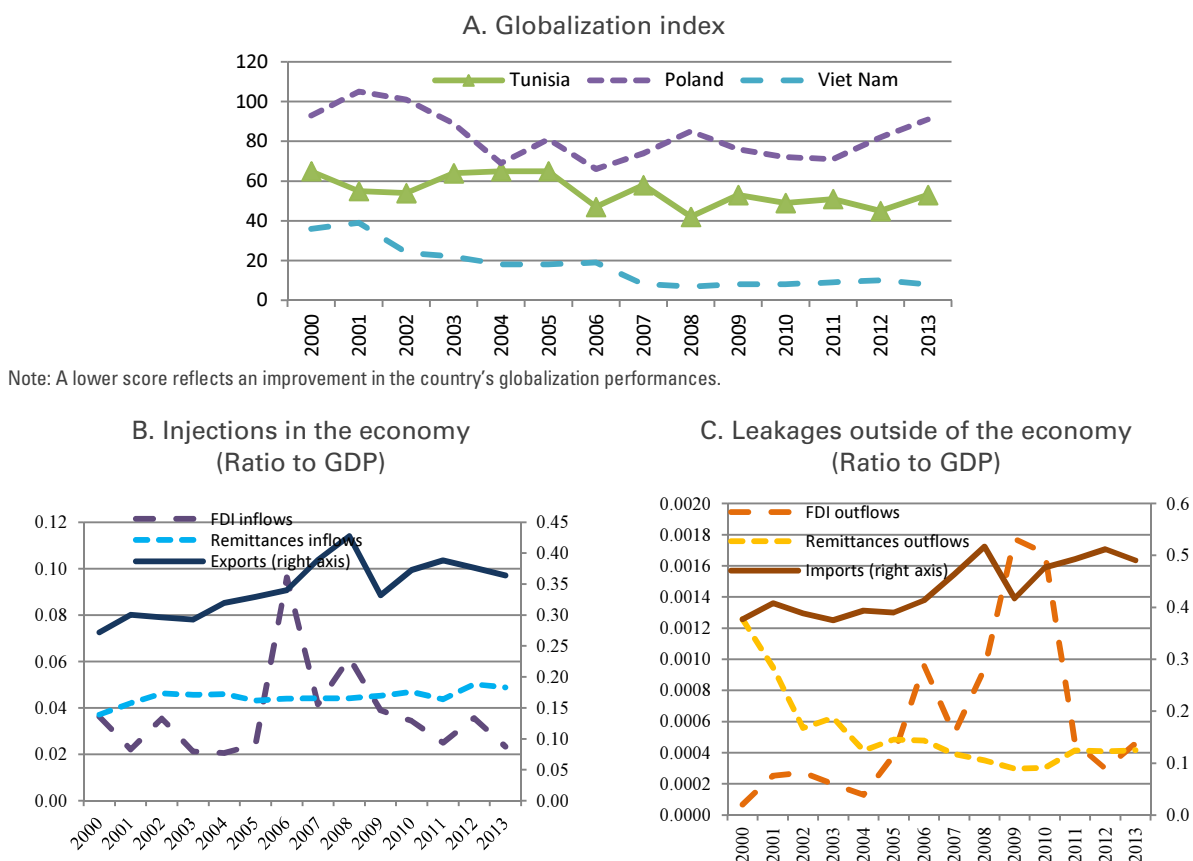 A. Globalization index
120
100
80
60
40
20
0
Tunisia Poland Viet Nam
2000 2001 2002 2003 2004 2005 2006 2007 2008 2009 2010 2011 2012 2013
Note: A lower score reflects an improvement in the country's globalization performances.
B. Injections in the economy
(Ratio to GDP)
0.12
0.10
0.08
0.06
0.04
0.02
0.00
FDI inflows
Remittances inflows
Exports (right axis)
0.45
0.40
0.35
0.30
0.25
0.20
0.15
0.10
0.05
0.00
2000 2001 2002 2003 2004 2005 2006 2007 2008 2009 2010 2011 2012 2013
C. Leakages outside of the economy
(Ratio to GDP)
0.0020
0.0018
0.0016
0.0014
0.0012
0.0010
0.0008
0.0006
0.0004
0.0002
0.0000
FDI outflows
Remittances outflows
Imports (right axis)
0.6
0.5
0.4
0.3
0.2
0.1
0.0
2000 2001 2002 2003 2004 2005 2006 2007 2008 2009 2010 2011 2012 2013